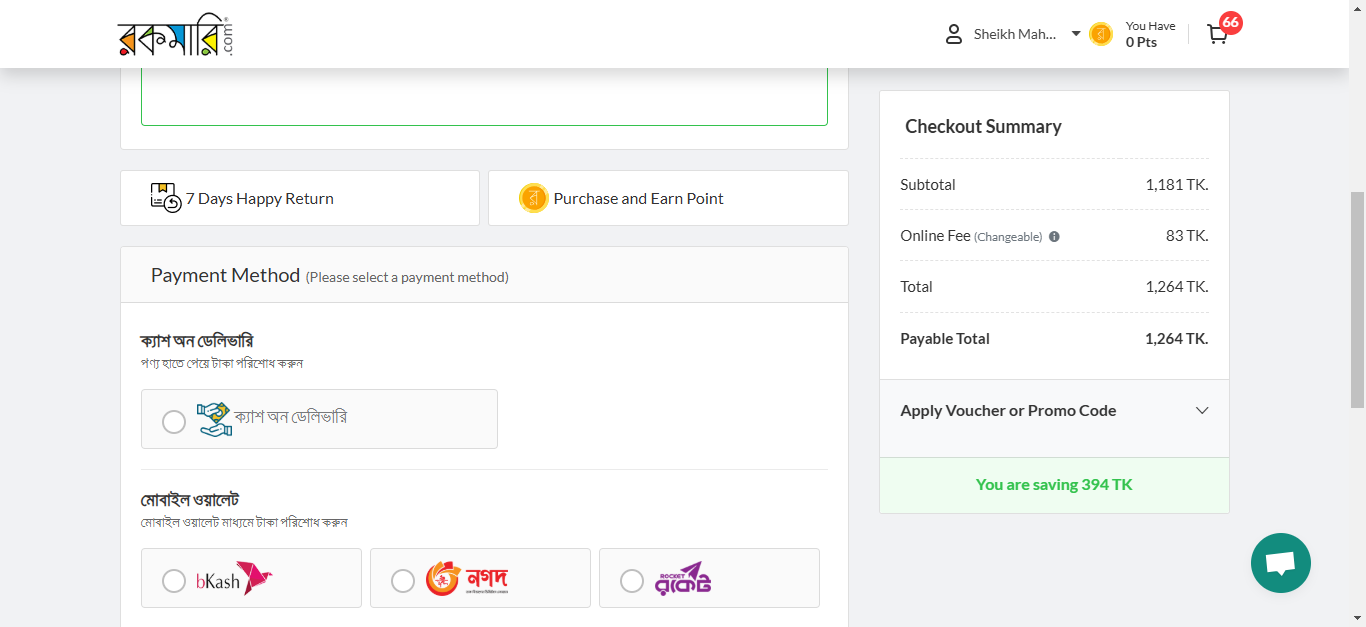 রকমারি.com
Sheikh Mah...
You Have
0 Pts
66
7 Days Happy Return
Purchase and Earn Point
Payment Method (Please select a payment method)
ক্যাশ অন ডেলিভারি
পণ্য হাতে পেয়ে টাকা পরিশোধ করুন
ক্যাশ অন ডেলিভারি
মোবাইল ওয়ালেট
মোবাইল ওয়ালেট মাধ্যমে টাকা পরিশোধ করুন
bKash
নগদ
ROCKET
রকেট
Checkout Summary
Subtotal 1,181 TK.
Online Fee (Changeable) 83 TK.
Total 1,264 TK.
Payable Total 1,264 TK.
Apply Voucher or Promo Code
You are saving 394 TK